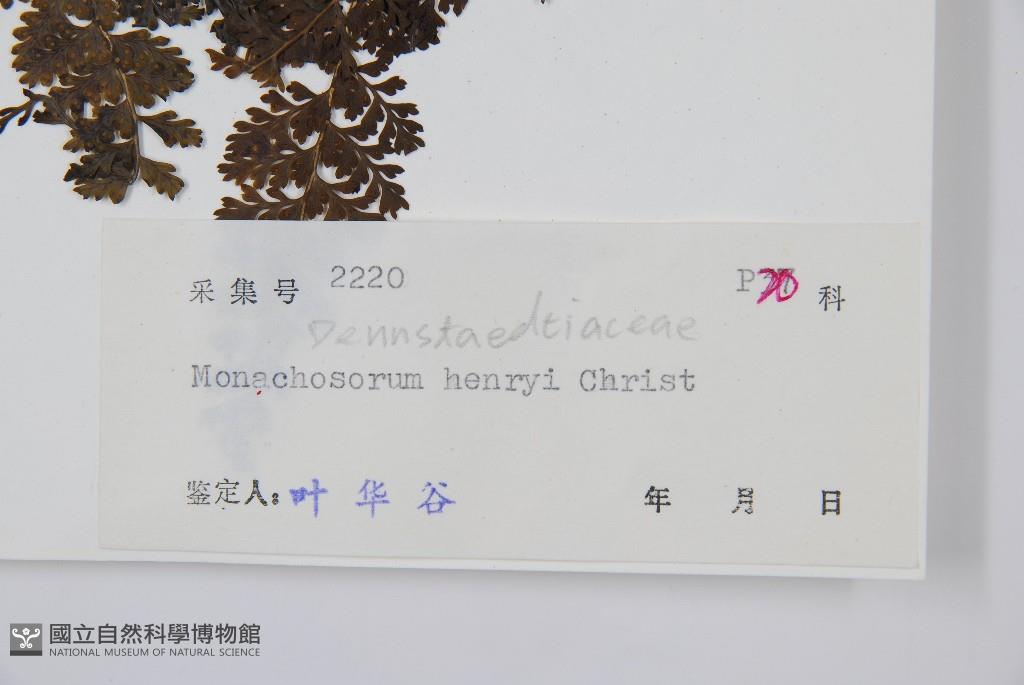 采集号 2220 P20 科
Dennstaedtiaceae
Monachosorum henryi Christ
鉴定人: 叶华谷 年 月 日
國立自然科學博物館
NATIONAL MUSEUM OF NATURAL SCIENCE